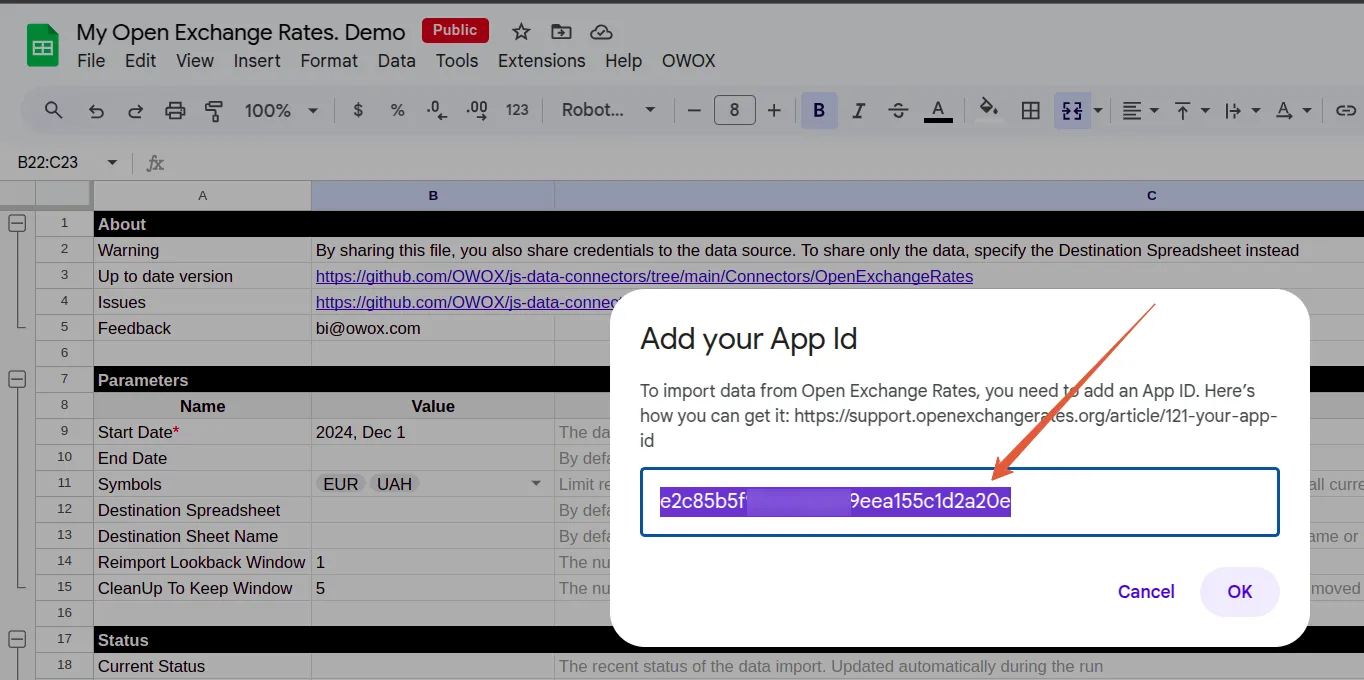 My Open Exchange Rates. Demo Public
File Edit View Insert Format Data Tools Extensions Help OWOX
100% $ % .0 .00 123 Robot... 8 B I S A A
B22:C23 fx
A B C
1 About
2 Warning By sharing this file, you also share credentials to the data source. To share only the data, specify the Destination Spreadsheet instead
3 Up to date version https://github.com/OWOX/js-data-connectors/tree/main/Connectors/OpenExchangeRates
4 Issues https://github.com/OWOX/js-data-connec
5 Feedback bi@owox.com
6
7 Parameters
8 Name Value
9 Start Date* 2024, Dec 1 The da
10 End Date By defa
11 Symbols EUR UAH Limit re all curre
12 Destination Spreadsheet By defa
13 Destination Sheet Name By defa ame or
14 Reimport Lookback Window 1 The nu
15 CleanUp To Keep Window 5 The nu moved
16
17 Status
18 Current Status The recent status of the data import. Updated automatically during the run
Add your App Id
To import data from Open Exchange Rates, you need to add an App ID. Here's
how you can get it: https://support.openexchangerates.org/article/121-your-app-
id
e2c85b5f 9eea155c1d2a20e
Cancel OK